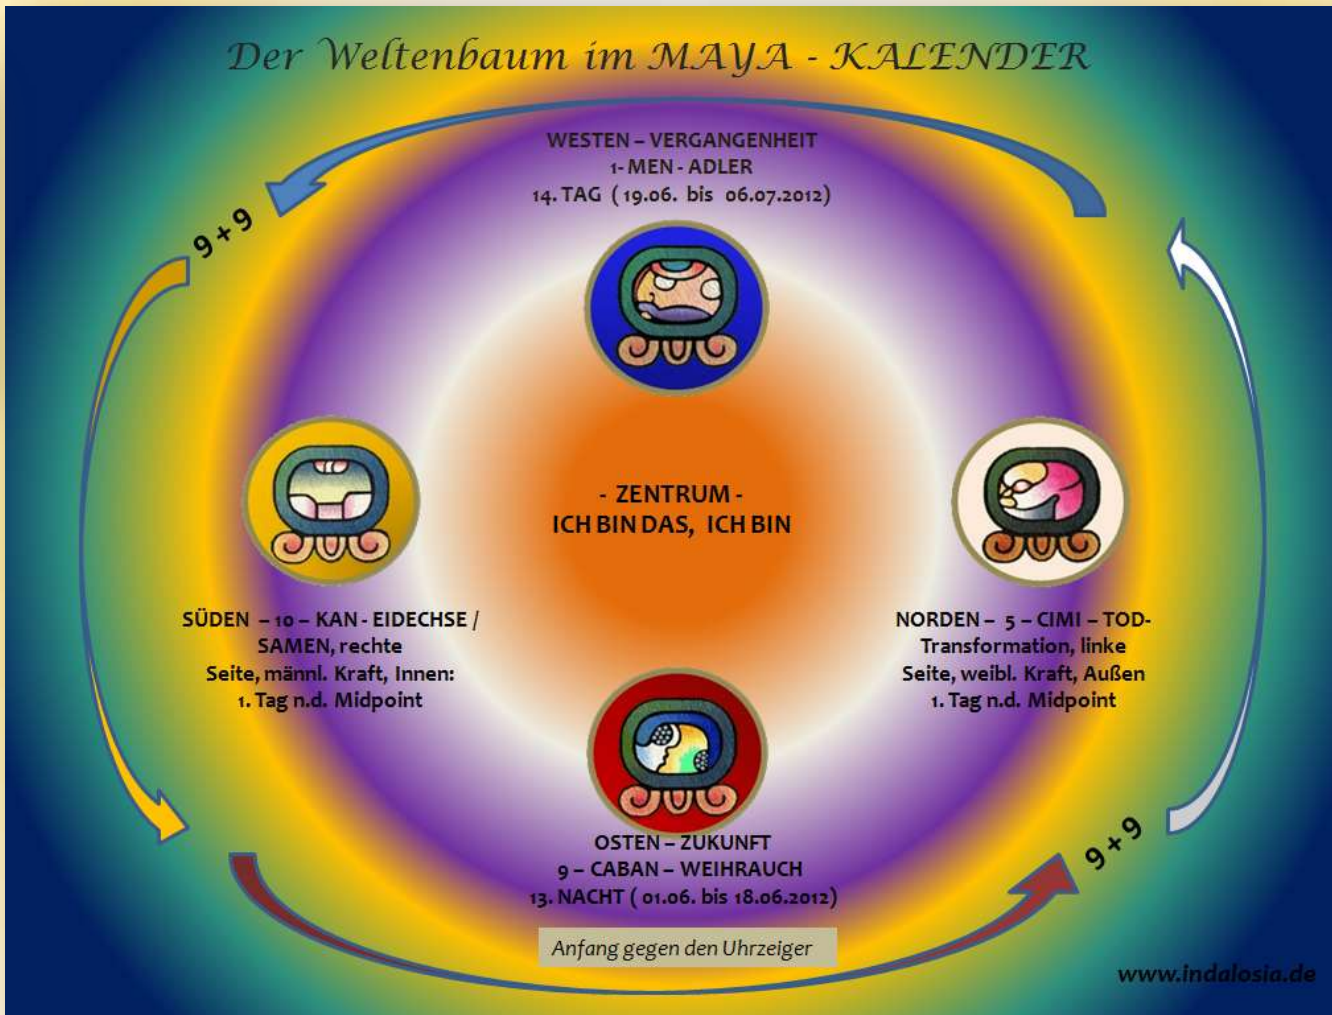 Der Weltenbaum im MAYA - KALENDER
WESTEN – VERGANGENHEIT
1- MEN - ADLER
14. TAG ( 19.06. bis 06.07.2012)
9 + 9
- ZENTRUM -
ICH BIN DAS, ICH BIN
SÜDEN – 10 – KAN - EIDECHSE /
SAMEN, rechte
Seite, männl. Kraft, Innen:
1. Tag n.d. Midpoint
NORDEN – 5 – CIMI – TOD-
Transformation, linke
Seite, weibl. Kraft, Außen
1. Tag n.d. Midpoint
OSTEN – ZUKUNFT
9 – CABAN – WEIHRAUCH
13. NACHT ( 01.06. bis 18.06.2012)
9 + 9
Anfang gegen den Uhrzeiger
www.indalosia.de